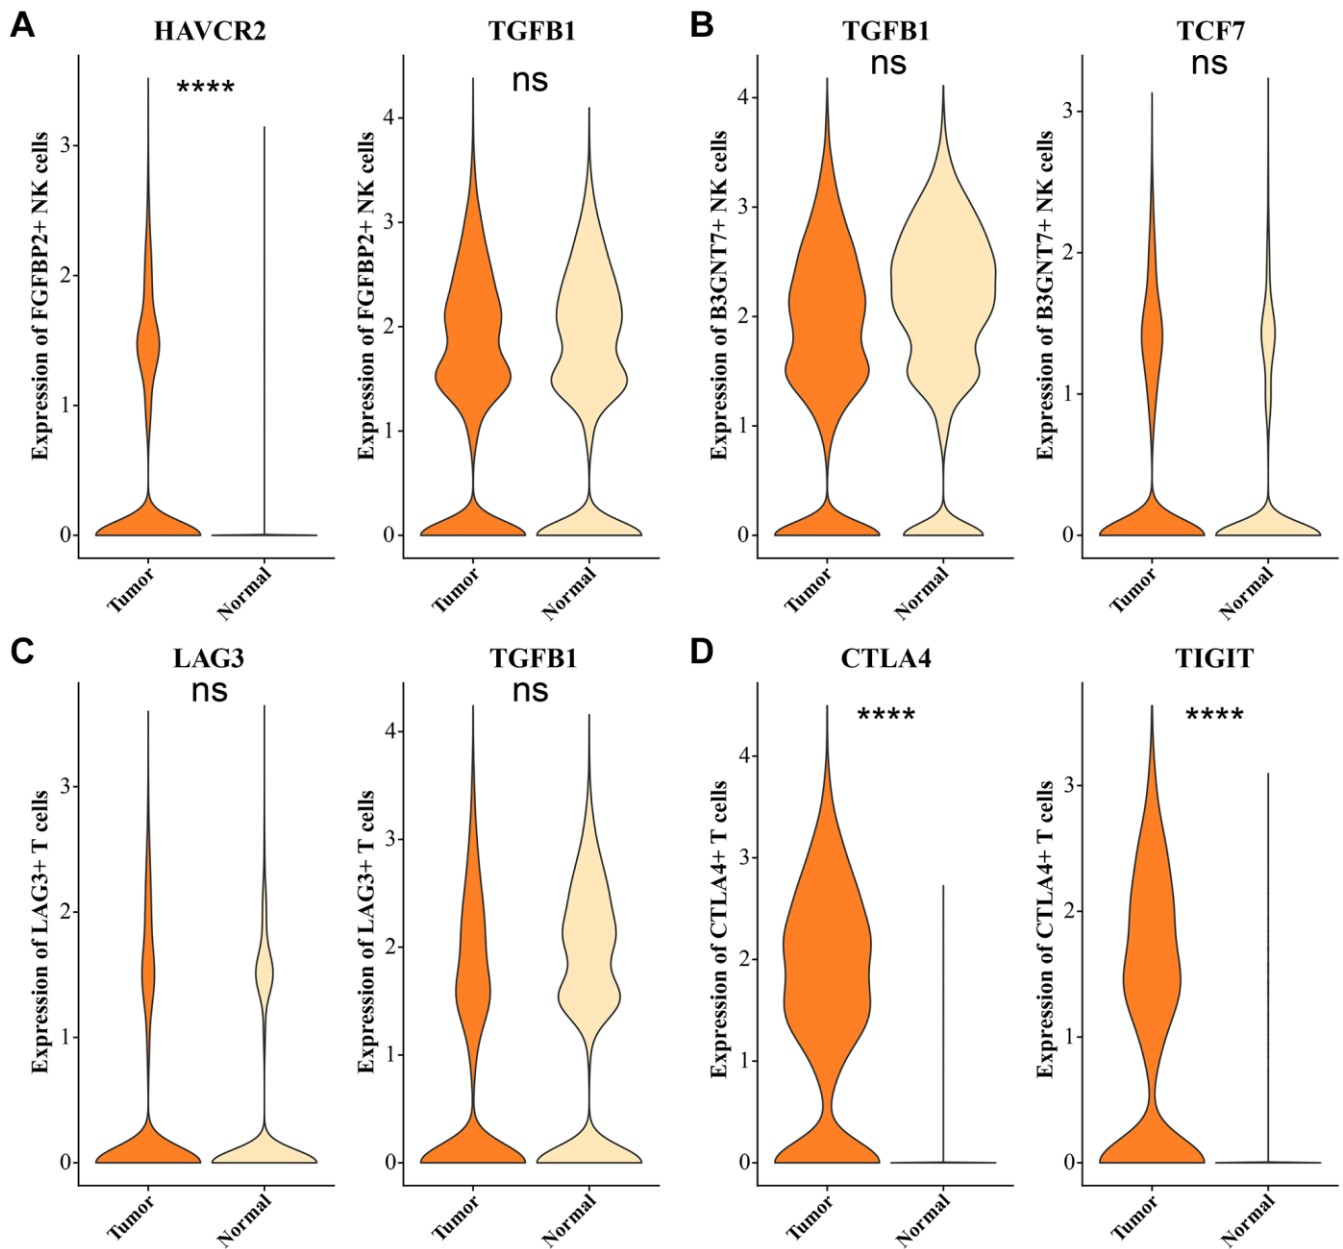 A
HAVCR2
****
Expression of FGFBP2+ NK cells
3
2
1
0
Tumor
Normal
TGFB1
ns
Expression of FGFBP2+ NK cells
4
3
2
1
0
Tumor
Normal
B
TGFB1
ns
Expression of B3GNT7+ NK cells
4
3
2
1
0
Tumor
Normal
TCF7
ns
Expression of B3GNT7+ NK cells
3
2
1
0
Tumor
Normal
C
LAG3
ns
Expression of LAG3+ T cells
3
2
1
0
Tumor
Normal
TGFB1
ns
Expression of LAG3+ T cells
4
3
2
1
0
Tumor
Normal
D
CTLA4
****
Expression of CTLA4+ T cells
4
3
2
1
0
Tumor
Normal
TIGIT
****
Expression of CTLA4+ T cells
3
2
1
0
Tumor
Normal